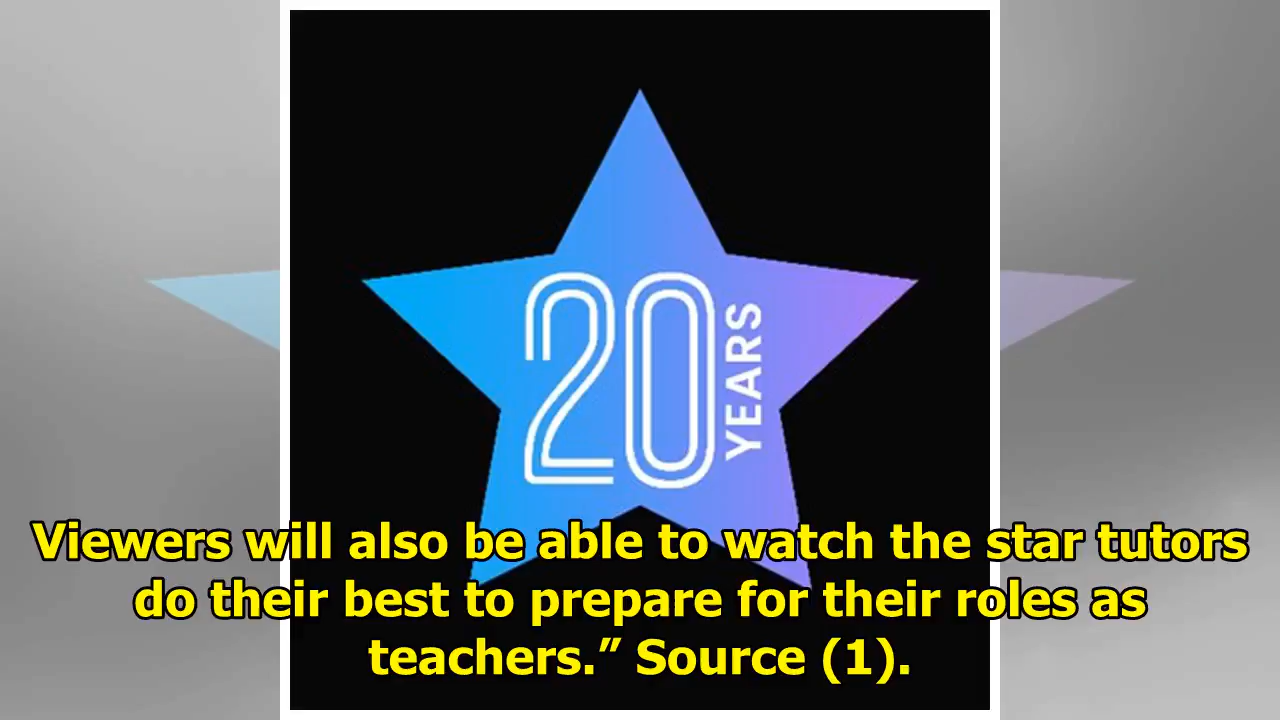 20 YEARS
Viewers will also be able to watch the star tutors
do their best to prepare for their roles as
teachers.” Source (1).